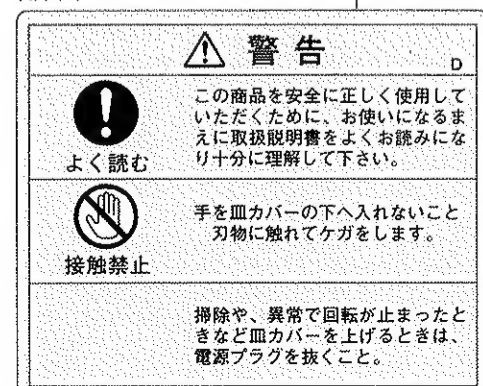 警告
D
この商品を安全に正しく使用して
いただくために、お使いになるま
えに取扱説明書をよくお読みにな
り十分に理解して下さい。
よく読む
手を皿カバーの下へ入れないこと
刃物に触れてケガをします。
接触禁止
掃除や、異常で回転が止まったと
きなど皿カバーを上げるときは、
電源プラグを抜くこと。